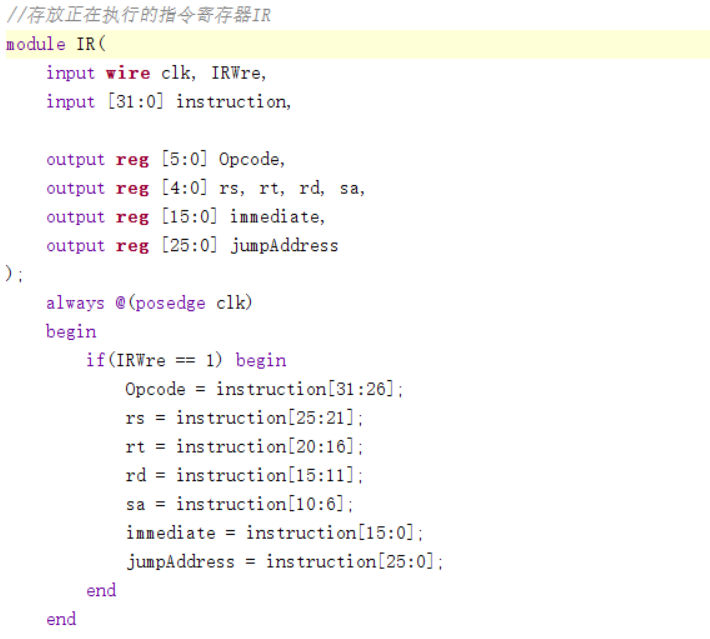 //存放正在执行的指令寄存器IR
module IR(
    input wire clk, IRWre,
    input [31:0] instruction,

    output reg [5:0] Opcode,
    output reg [4:0] rs, rt, rd, sa,
    output reg [15:0] immediate,
    output reg [25:0] jumpAddress
);
    always @(posedge clk)
    begin
        if(IRWre == 1) begin
            Opcode = instruction[31:26];
            rs = instruction[25:21];
            rt = instruction[20:16];
            rd = instruction[15:11];
            sa = instruction[10:6];
            immediate = instruction[15:0];
            jumpAddress = instruction[25:0];
        end
    end